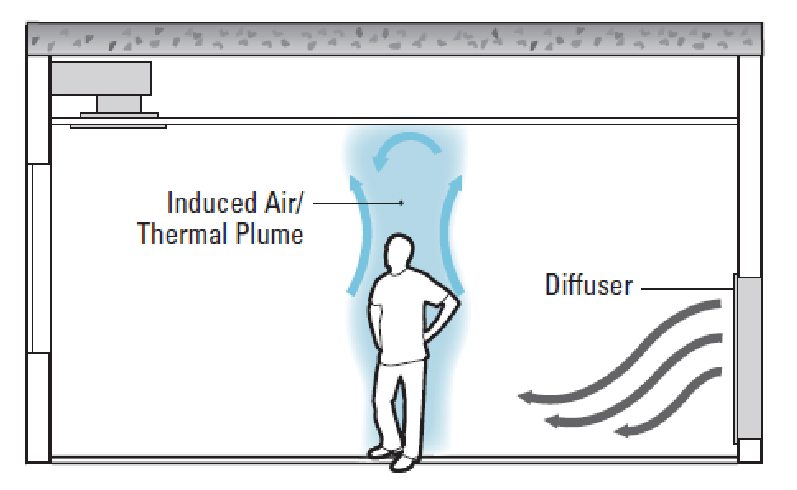 Induced Air/
Thermal Plume
Diffuser